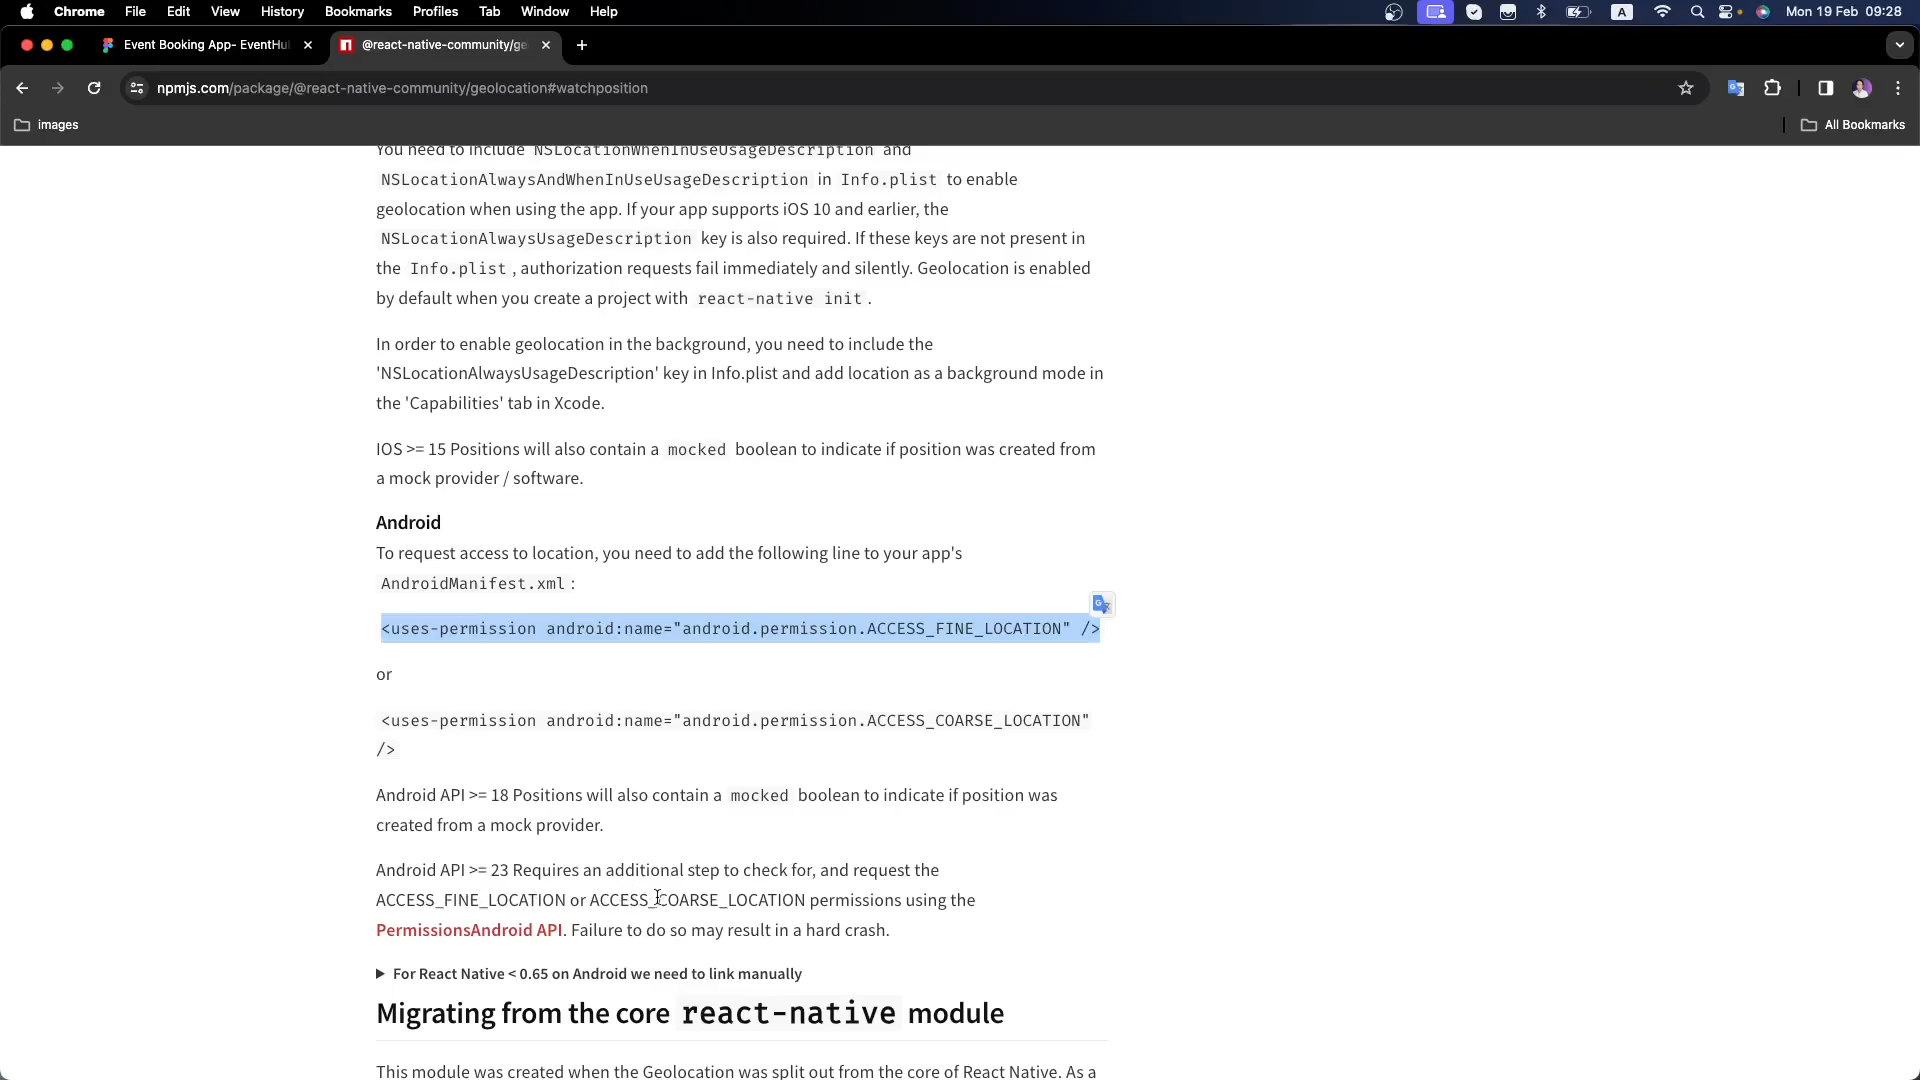 Chrome File Edit View History Bookmarks Profiles Tab Window Help A Mon 19 Feb 09:28
Event Booking App- EventHu @react-native-community/ge
npmjs.com/package/@react-native-community/geolocation#watchposition
images All Bookmarks
You need to include NSLocationWhenInUseUsageDescription and
NSLocationAlwaysAndWhenInUseUsageDescription in Info.plist to enable
geolocation when using the app. If your app supports iOS 10 and earlier, the
NSLocationAlwaysUsageDescription key is also required. If these keys are not present in
the Info.plist, authorization requests fail immediately and silently. Geolocation is enabled
by default when you create a project with react-native init.
In order to enable geolocation in the background, you need to include the
'NSLocationAlwaysUsageDescription' key in Info.plist and add location as a background mode in
the 'Capabilities' tab in Xcode.
IOS >= 15 Positions will also contain a mocked boolean to indicate if position was created from
a mock provider / software.
Android
To request access to location, you need to add the following line to your app's
AndroidManifest.xml:
<uses-permission android:name="android.permission.ACCESS_FINE_LOCATION" />
or
<uses-permission android:name="android.permission.ACCESS_COARSE_LOCATION"
/>
Android API >= 18 Positions will also contain a mocked boolean to indicate if position was
created from a mock provider.
Android API >= 23 Requires an additional step to check for, and request the
ACCESS_FINE_LOCATION or ACCESS_COARSE_LOCATION permissions using the
PermissionsAndroid API. Failure to do so may result in a hard crash.
For React Native < 0.65 on Android we need to link manually
Migrating from the core react-native module
This module was created when the Geolocation was split out from the core of React Native. As a